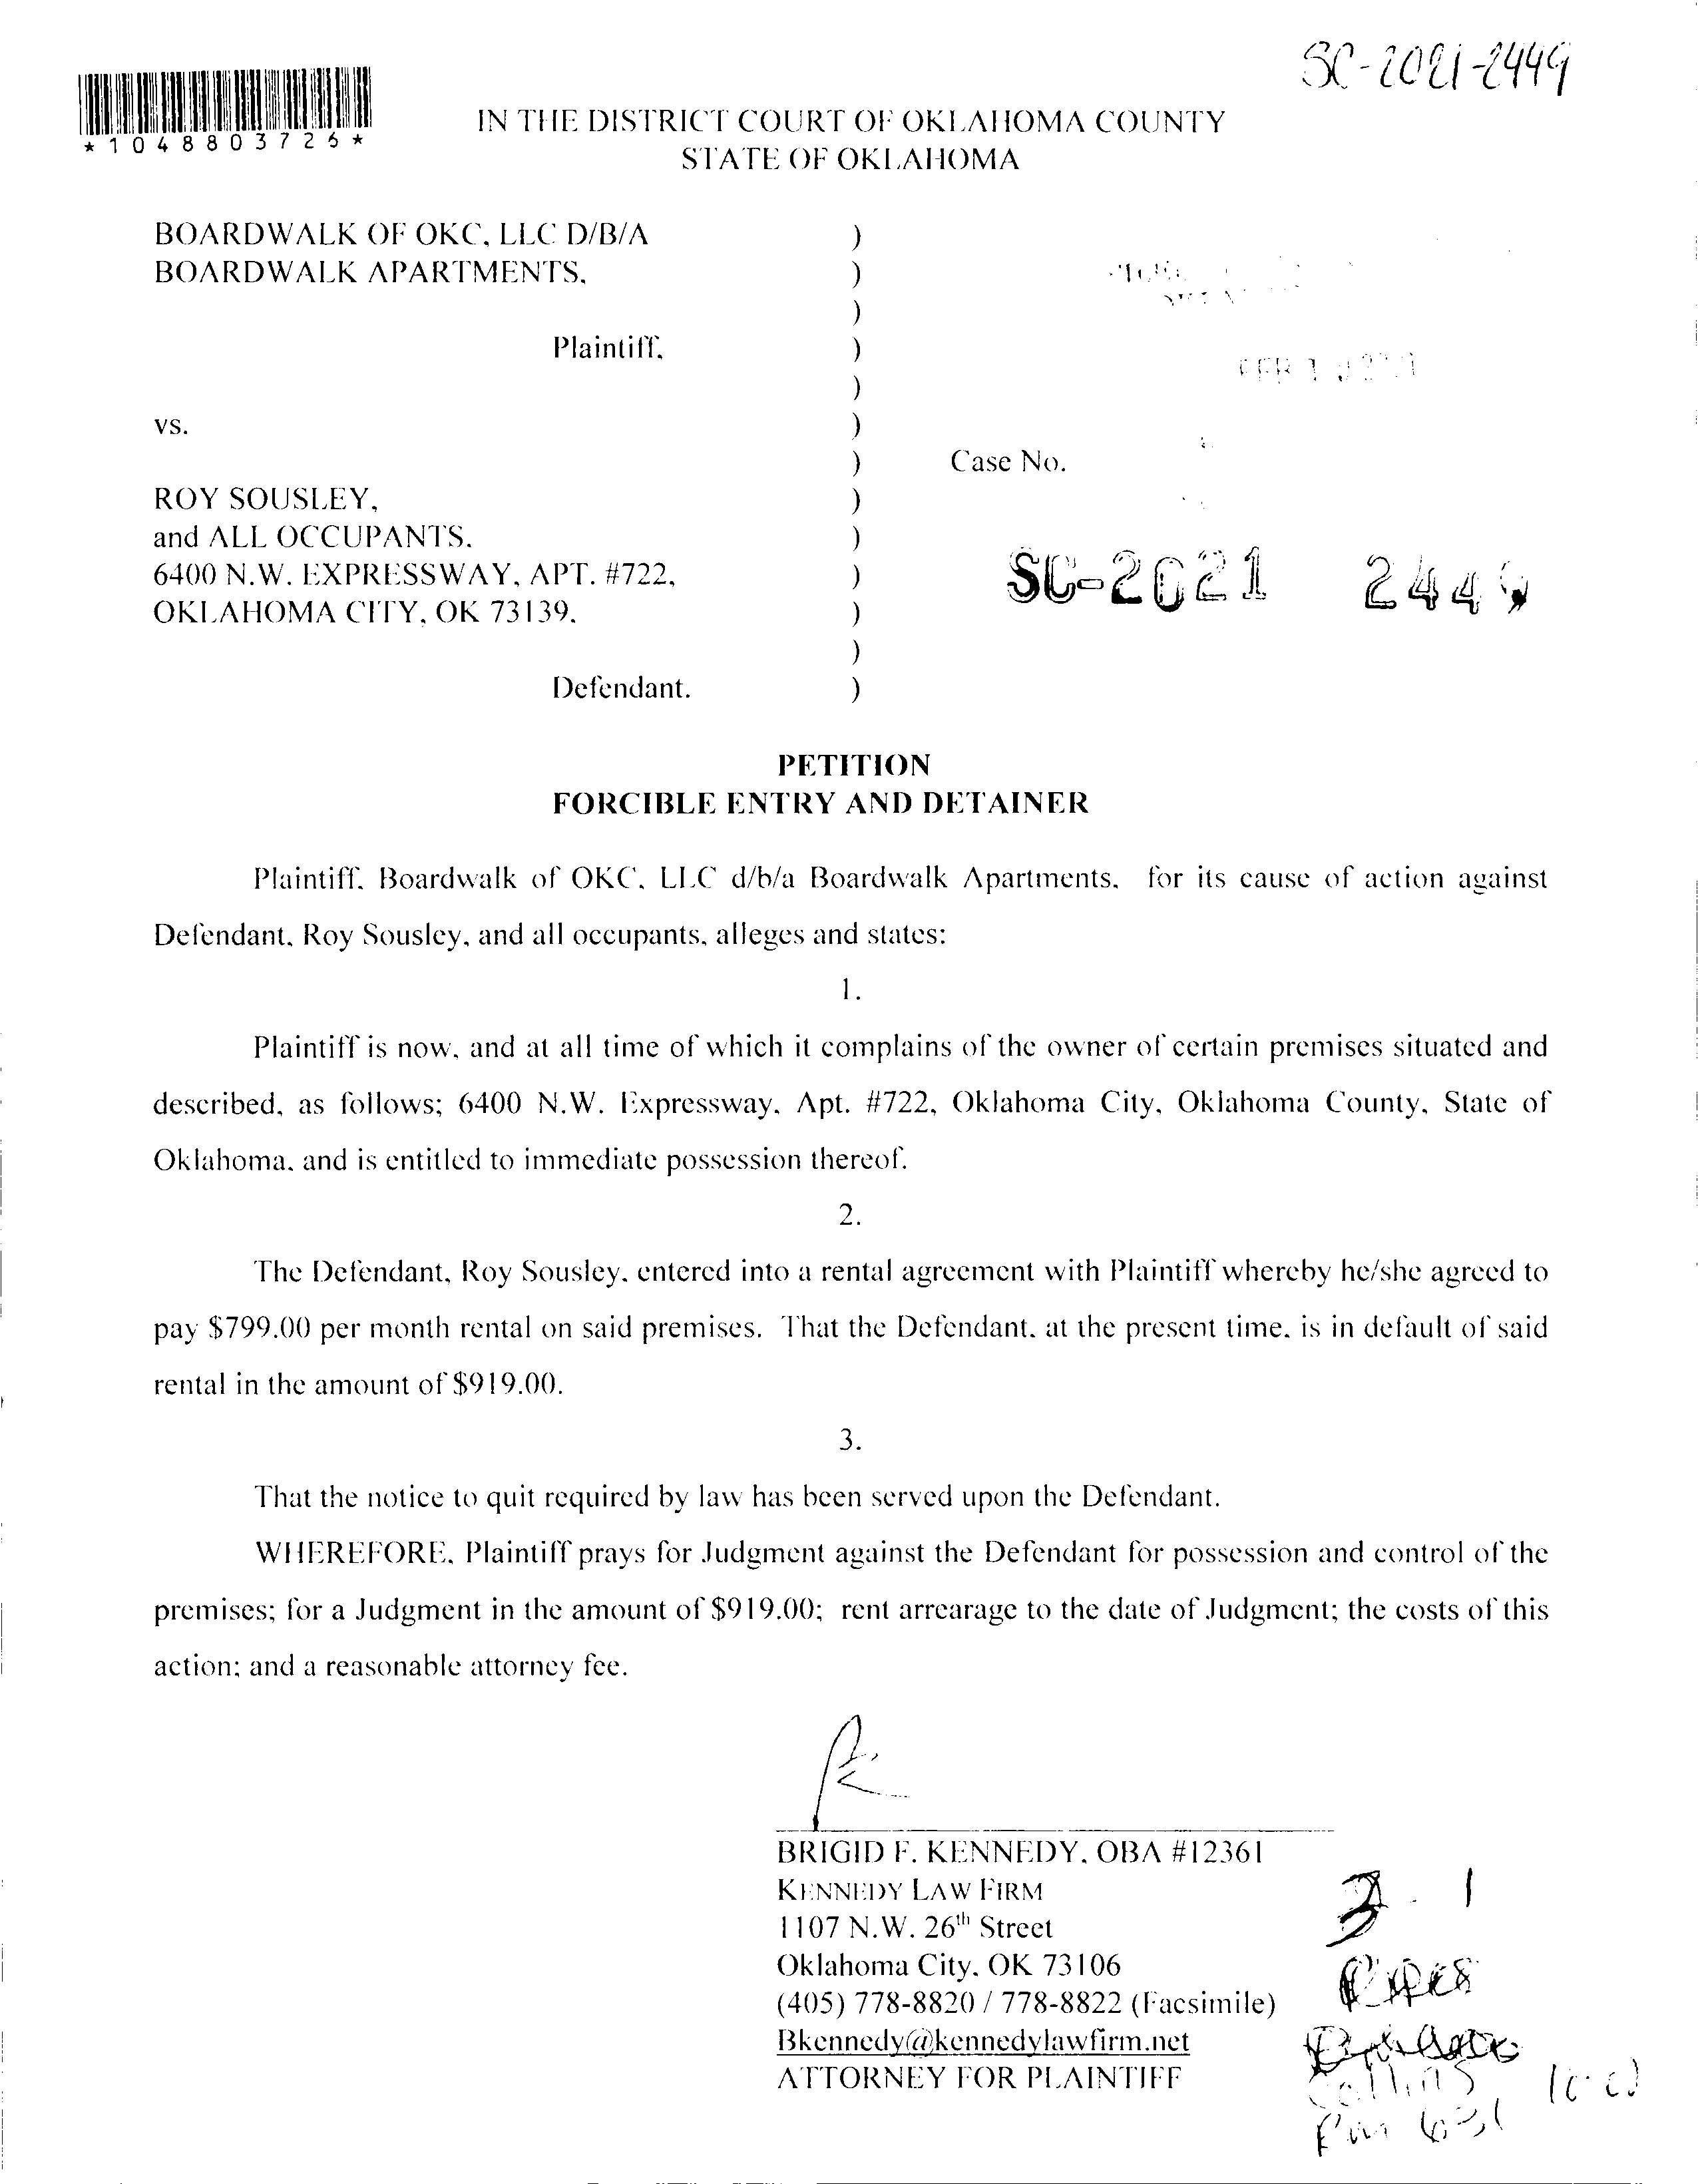 SC-2021-2449
*1048803726*
IN THE DISTRICT COURT OF OKLAHOMA COUNTY
STATE OF OKLAHOMA
BOARDWALK OF OKC, LLC D/B/A )
BOARDWALK APARTMENTS, )
)
Plaintiff, )
)
vs. )
) Case No.
ROY SOUSLEY, )
and ALL OCCUPANTS, )
6400 N.W. EXPRESSWAY, APT. #722, ) SC-2021 2449
OKLAHOMA CITY, OK 73139, )
)
Defendant. )
PETITION
FORCIBLE ENTRY AND DETAINER
Plaintiff, Boardwalk of OKC, LLC d/b/a Boardwalk Apartments, for its cause of action against
Defendant, Roy Sousley, and all occupants, alleges and states:
1.
Plaintiff is now, and at all time of which it complains of the owner of certain premises situated and
described, as follows; 6400 N.W. Expressway, Apt. #722, Oklahoma City, Oklahoma County, State of
Oklahoma, and is entitled to immediate possession thereof.
2.
The Defendant, Roy Sousley, entered into a rental agreement with Plaintiff whereby he/she agreed to
pay $799.00 per month rental on said premises. That the Defendant, at the present time, is in default of said
rental in the amount of $919.00.
3.
That the notice to quit required by law has been served upon the Defendant.
WHEREFORE, Plaintiff prays for Judgment against the Defendant for possession and control of the
premises; for a Judgment in the amount of $919.00; rent arrearage to the date of Judgment; the costs of this
action; and a reasonable attorney fee.
BRIGID F. KENNEDY, OBA #12361
KENNEDY LAW FIRM
1107 N.W. 26th Street
Oklahoma City, OK 73106
(405) 778-8820 / 778-8822 (Facsimile)
Bkennedy@kennedylawfirm.net
ATTORNEY FOR PLAINTIFF
Collins